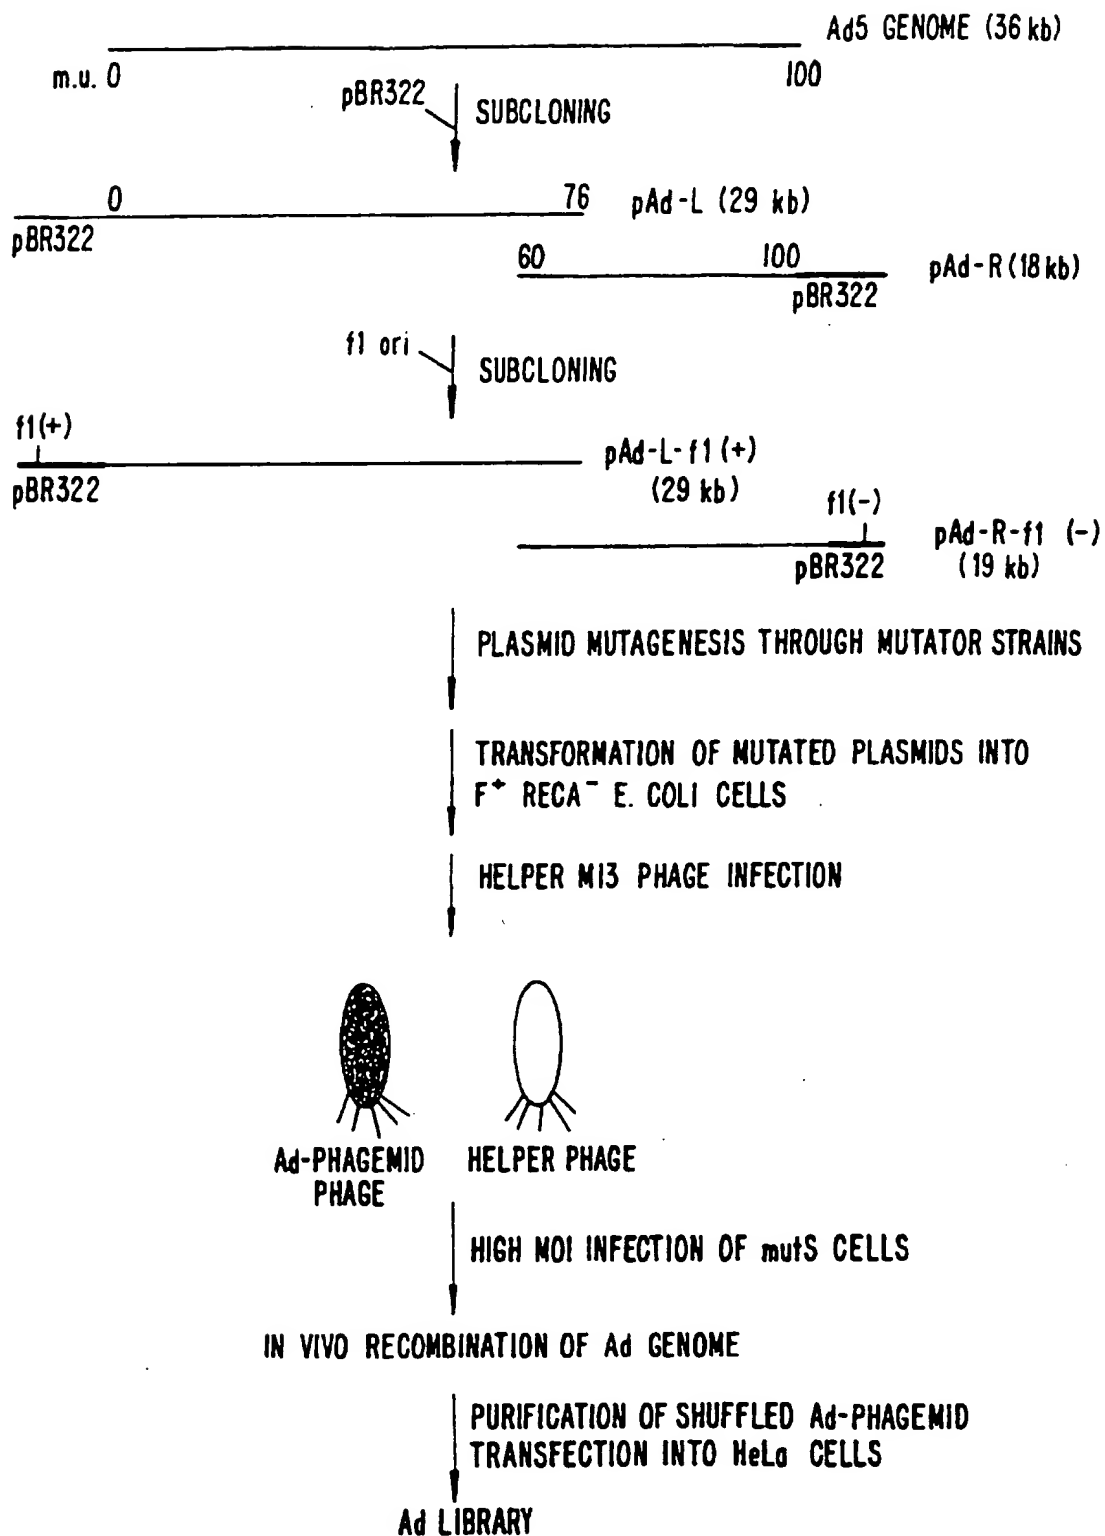 Ad5 GENOME (36 kb)
m.u. 0
100
pBR322
SUBCLONING
0
76
pAd-L (29 kb)
pBR322
60
100
pAd-R (18 kb)
pBR322
f1 ori
SUBCLONING
f1(+)
pAd-L-f1 (+)
(29 kb)
pBR322
f1(-)
pAd-R-f1 (-)
(19 kb)
pBR322
PLASMID MUTAGENESIS THROUGH MUTATOR STRAINS
TRANSFORMATION OF MUTATED PLASMIDS INTO
F+ RECA- E. COLI CELLS
HELPER M13 PHAGE INFECTION
Ad-PHAGEMID
PHAGE
HELPER PHAGE
HIGH MOI INFECTION OF mutS CELLS
IN VIVO RECOMBINATION OF Ad GENOME
PURIFICATION OF SHUFFLED Ad-PHAGEMID
TRANSFECTION INTO HeLa CELLS
Ad LIBRARY